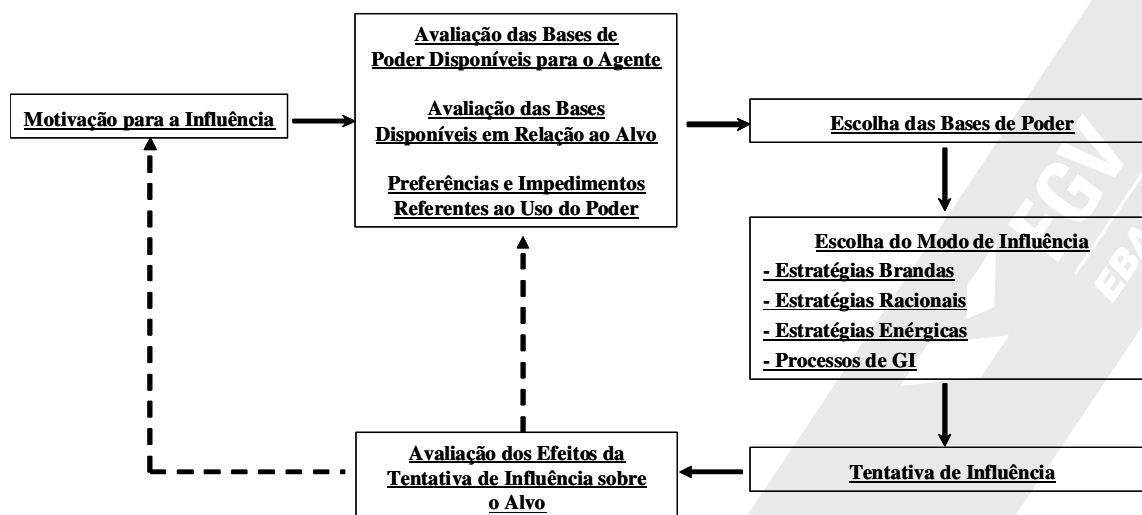 Avaliação das Bases de
Poder Disponíveis para o Agente
Avaliação das Bases
Disponíveis em Relação ao Alvo
Preferências e Impedimentos
Referentes ao Uso do Poder
Motivação para a Influência
Escolha das Bases de Poder
Escolha do Modo de Influência
- Estratégias Brandas
- Estratégias Racionais
- Estratégias Enérgicas
- Processos de GI
Avaliação dos Efeitos da
Tentativa de Influência sobre
o Alvo
Tentativa de Influência
FGV